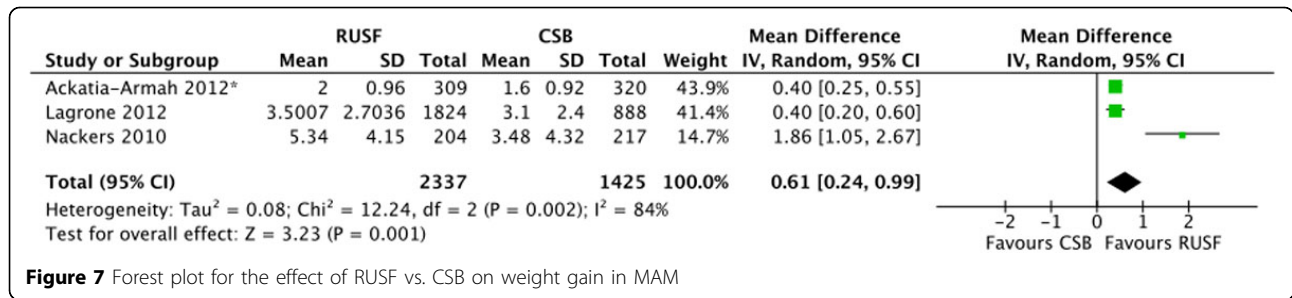 RUSF CSB Mean Difference Mean Difference
Study or Subgroup Mean SD Total Mean SD Total Weight IV, Random, 95% CI IV, Random, 95% CI
Ackatia-Armah 2012* 2 0.96 309 1.6 0.92 320 43.9% 0.40 [0.25, 0.55]
Lagrone 2012 3.5007 2.7036 1824 3.1 2.4 888 41.4% 0.40 [0.20, 0.60]
Nackers 2010 5.34 4.15 204 3.48 4.32 217 14.7% 1.86 [1.05, 2.67]
Total (95% CI) 2337 1425 100.0% 0.61 [0.24, 0.99]
Heterogeneity: Tau² = 0.08; Chi² = 12.24, df = 2 (P = 0.002); I² = 84%
Test for overall effect: Z = 3.23 (P = 0.001)
-2 -1 0 1 2
Favours CSB Favours RUSF
Figure 7 Forest plot for the effect of RUSF vs. CSB on weight gain in MAM